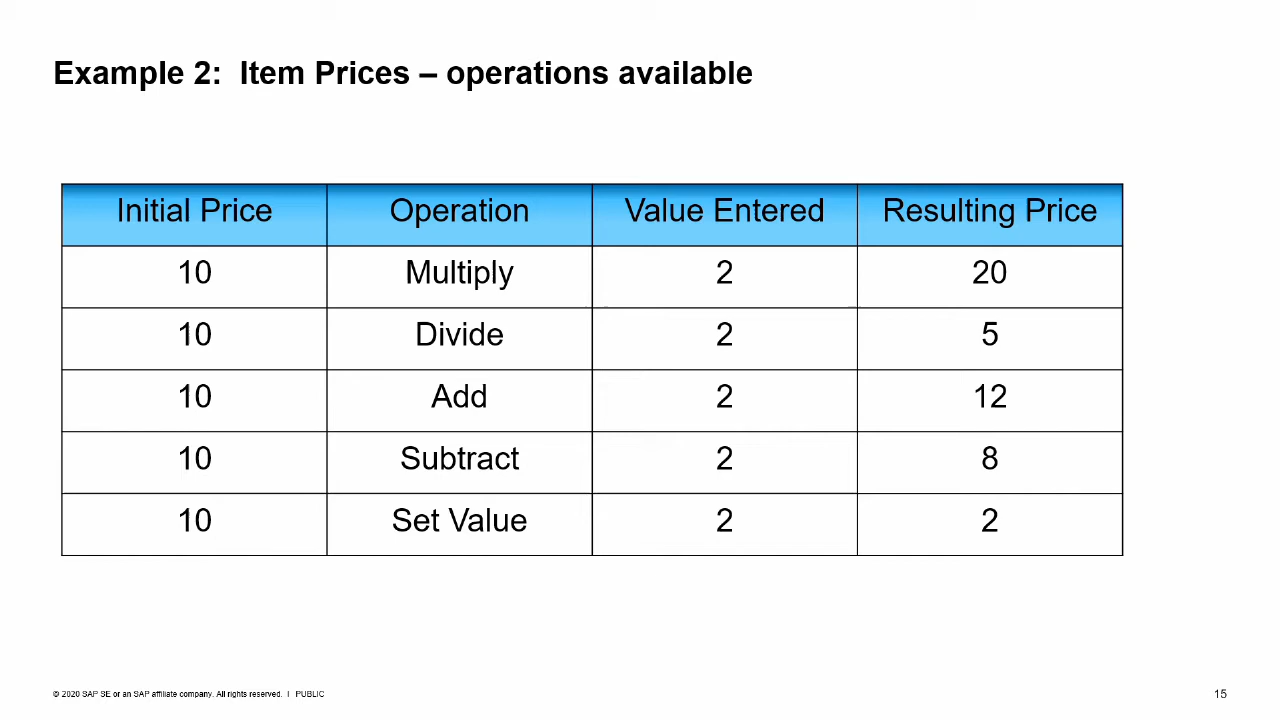 Example 2: Item Prices – operations available
Initial Price Operation Value Entered Resulting Price
10 Multiply 2 20
10 Divide 2 5
10 Add 2 12
10 Subtract 2 8
10 Set Value 2 2
© 2020 SAP SE or an SAP affiliate company. All rights reserved. I PUBLIC
15